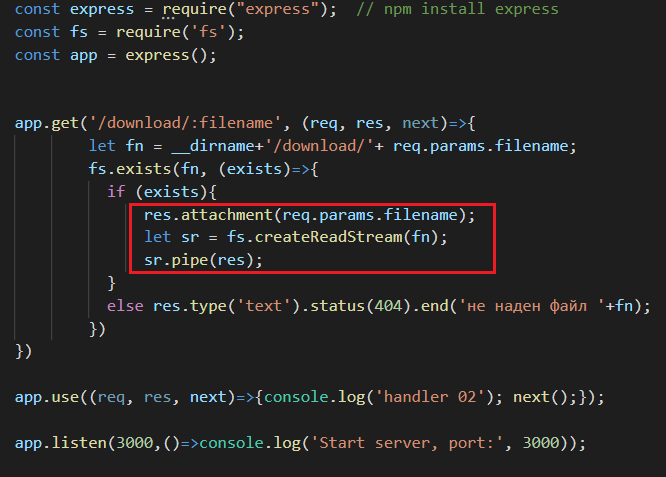 const express = require("express");  // npm install express
const fs = require('fs');
const app = express();
app.get('/download/:filename', (req, res, next)=>{
let fn = __dirname+'/download/'+ req.params.filename;
fs.exists(fn, (exists)=>{
if (exists){
res.attachment(req.params.filename);
let sr = fs.createReadStream(fn);
sr.pipe(res);
}
else res.type('text').status(404).end('не наден файл '+fn);
})
})
app.use((req, res, next)=>{console.log('handler 02'); next();});
app.listen(3000,()=>console.log('Start server, port:', 3000));